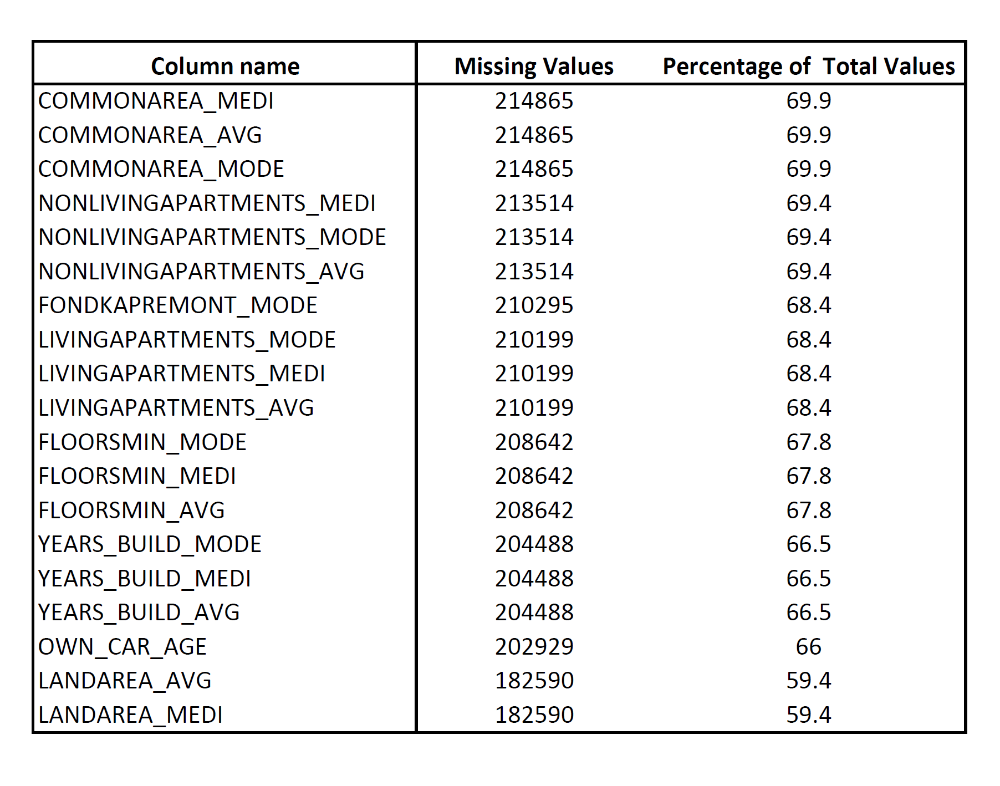 Column name Missing Values Percentage of  Total Values
COMMONAREA_MEDI 214865 69.9
COMMONAREA_AVG 214865 69.9
COMMONAREA_MODE 214865 69.9
NONLIVINGAPARTMENTS_MEDI 213514 69.4
NONLIVINGAPARTMENTS_MODE 213514 69.4
NONLIVINGAPARTMENTS_AVG 213514 69.4
FONDKAPREMONT_MODE 210295 68.4
LIVINGAPARTMENTS_MODE 210199 68.4
LIVINGAPARTMENTS_MEDI 210199 68.4
LIVINGAPARTMENTS_AVG 210199 68.4
FLOORSMIN_MODE 208642 67.8
FLOORSMIN_MEDI 208642 67.8
FLOORSMIN_AVG 208642 67.8
YEARS_BUILD_MODE 204488 66.5
YEARS_BUILD_MEDI 204488 66.5
YEARS_BUILD_AVG 204488 66.5
OWN_CAR_AGE 202929 66
LANDAREA_AVG 182590 59.4
LANDAREA_MEDI 182590 59.4